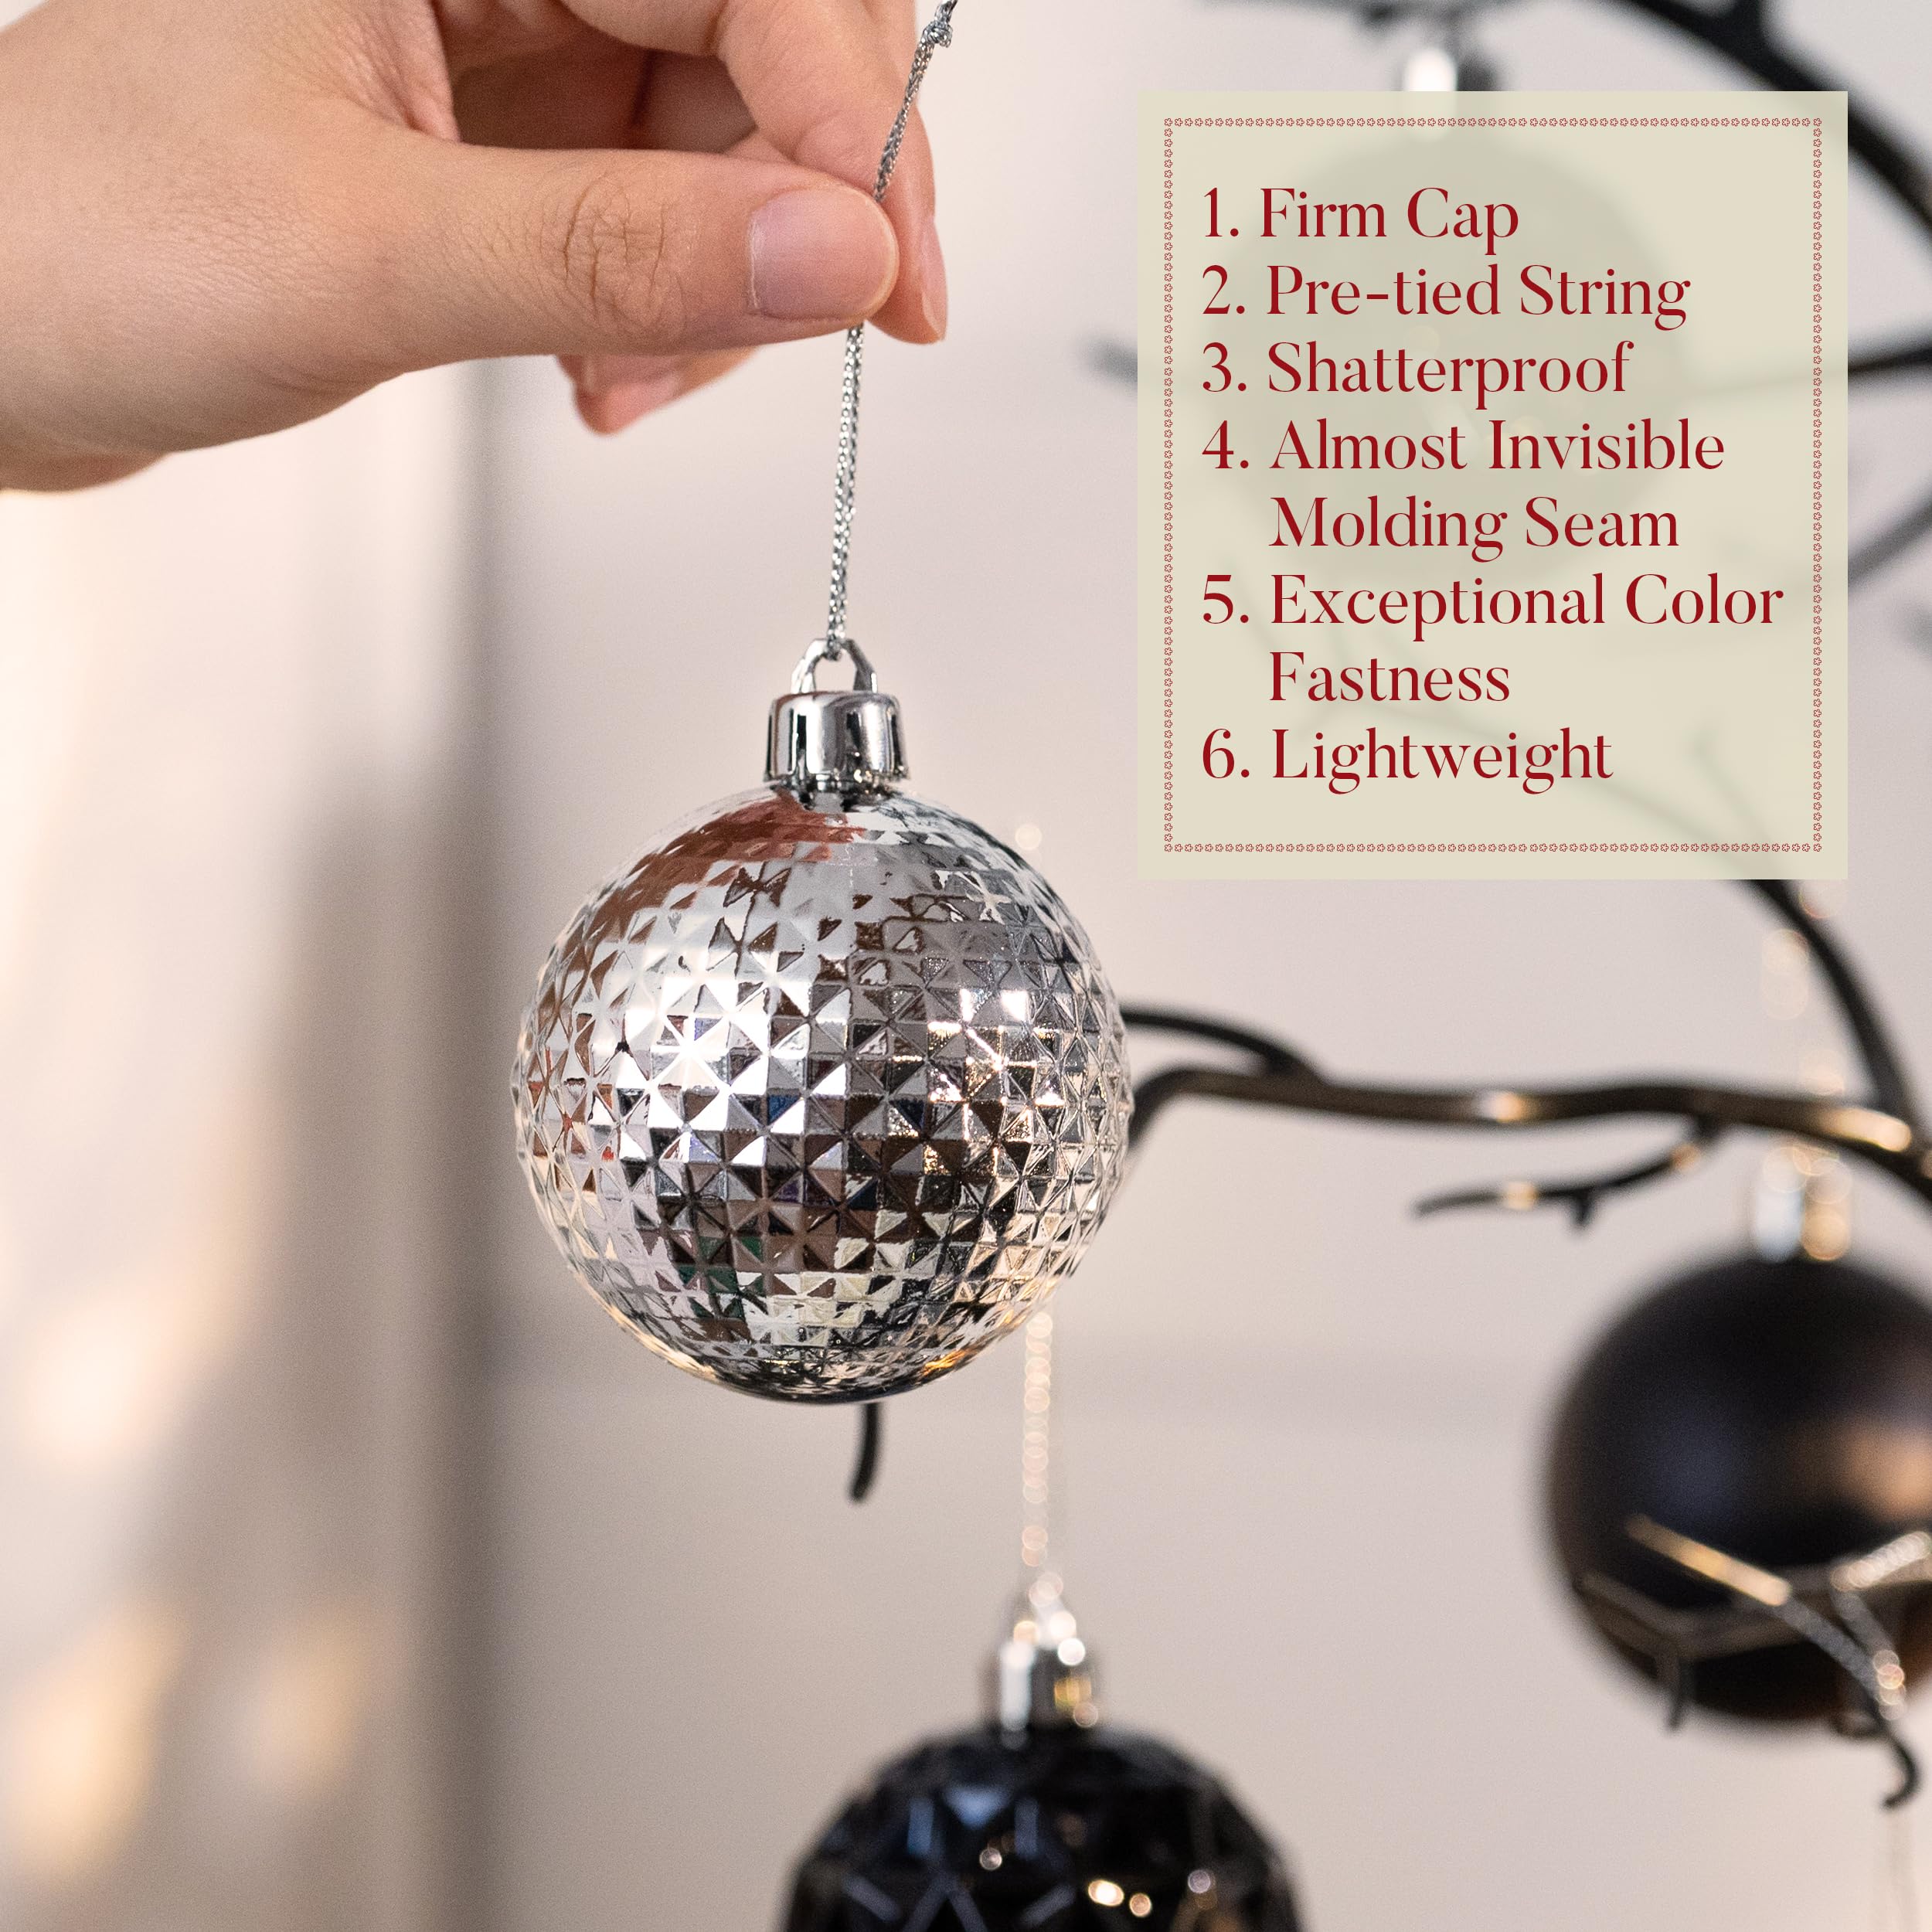 1. Firm Cap
2. Pre-tied String
3. Shatterproof
4. Almost Invisible
Molding Seam
5. Exceptional Color
Fastness
6. Lightweight